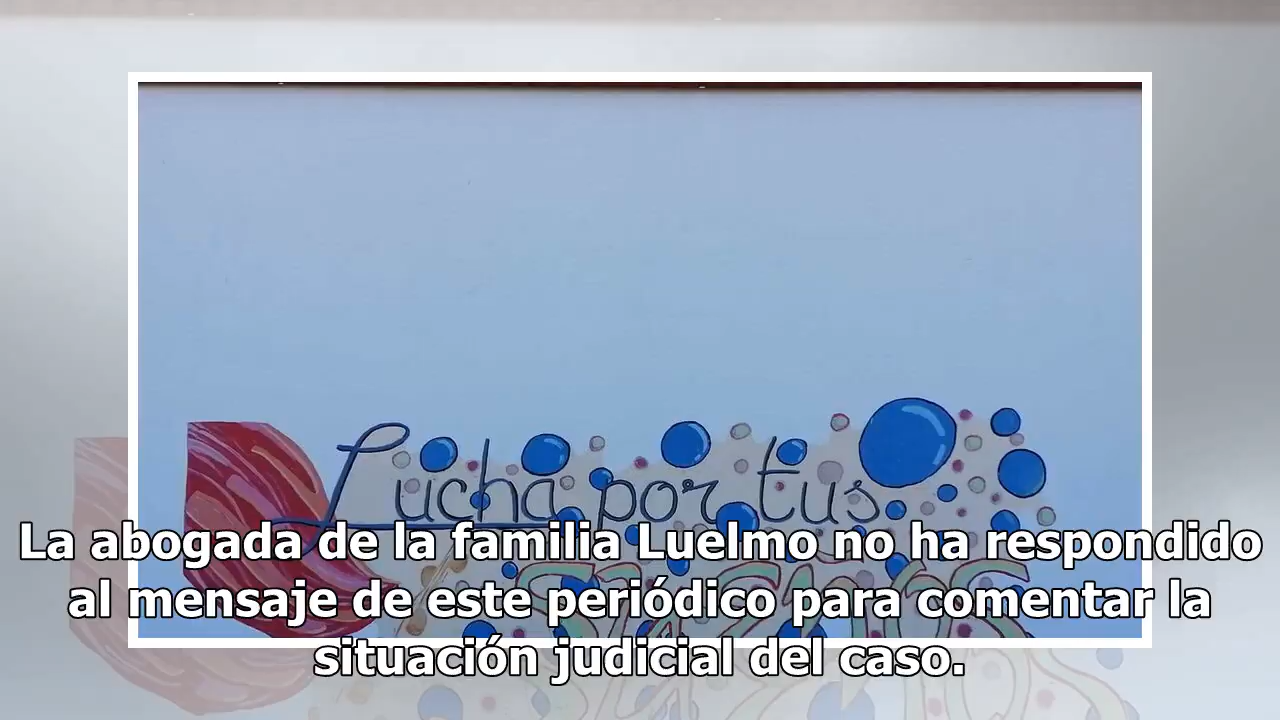 Lucha por tus
sueños
La abogada de la familia Luelmo no ha respondido
al mensaje de este periódico para comentar la
situación judicial del caso.